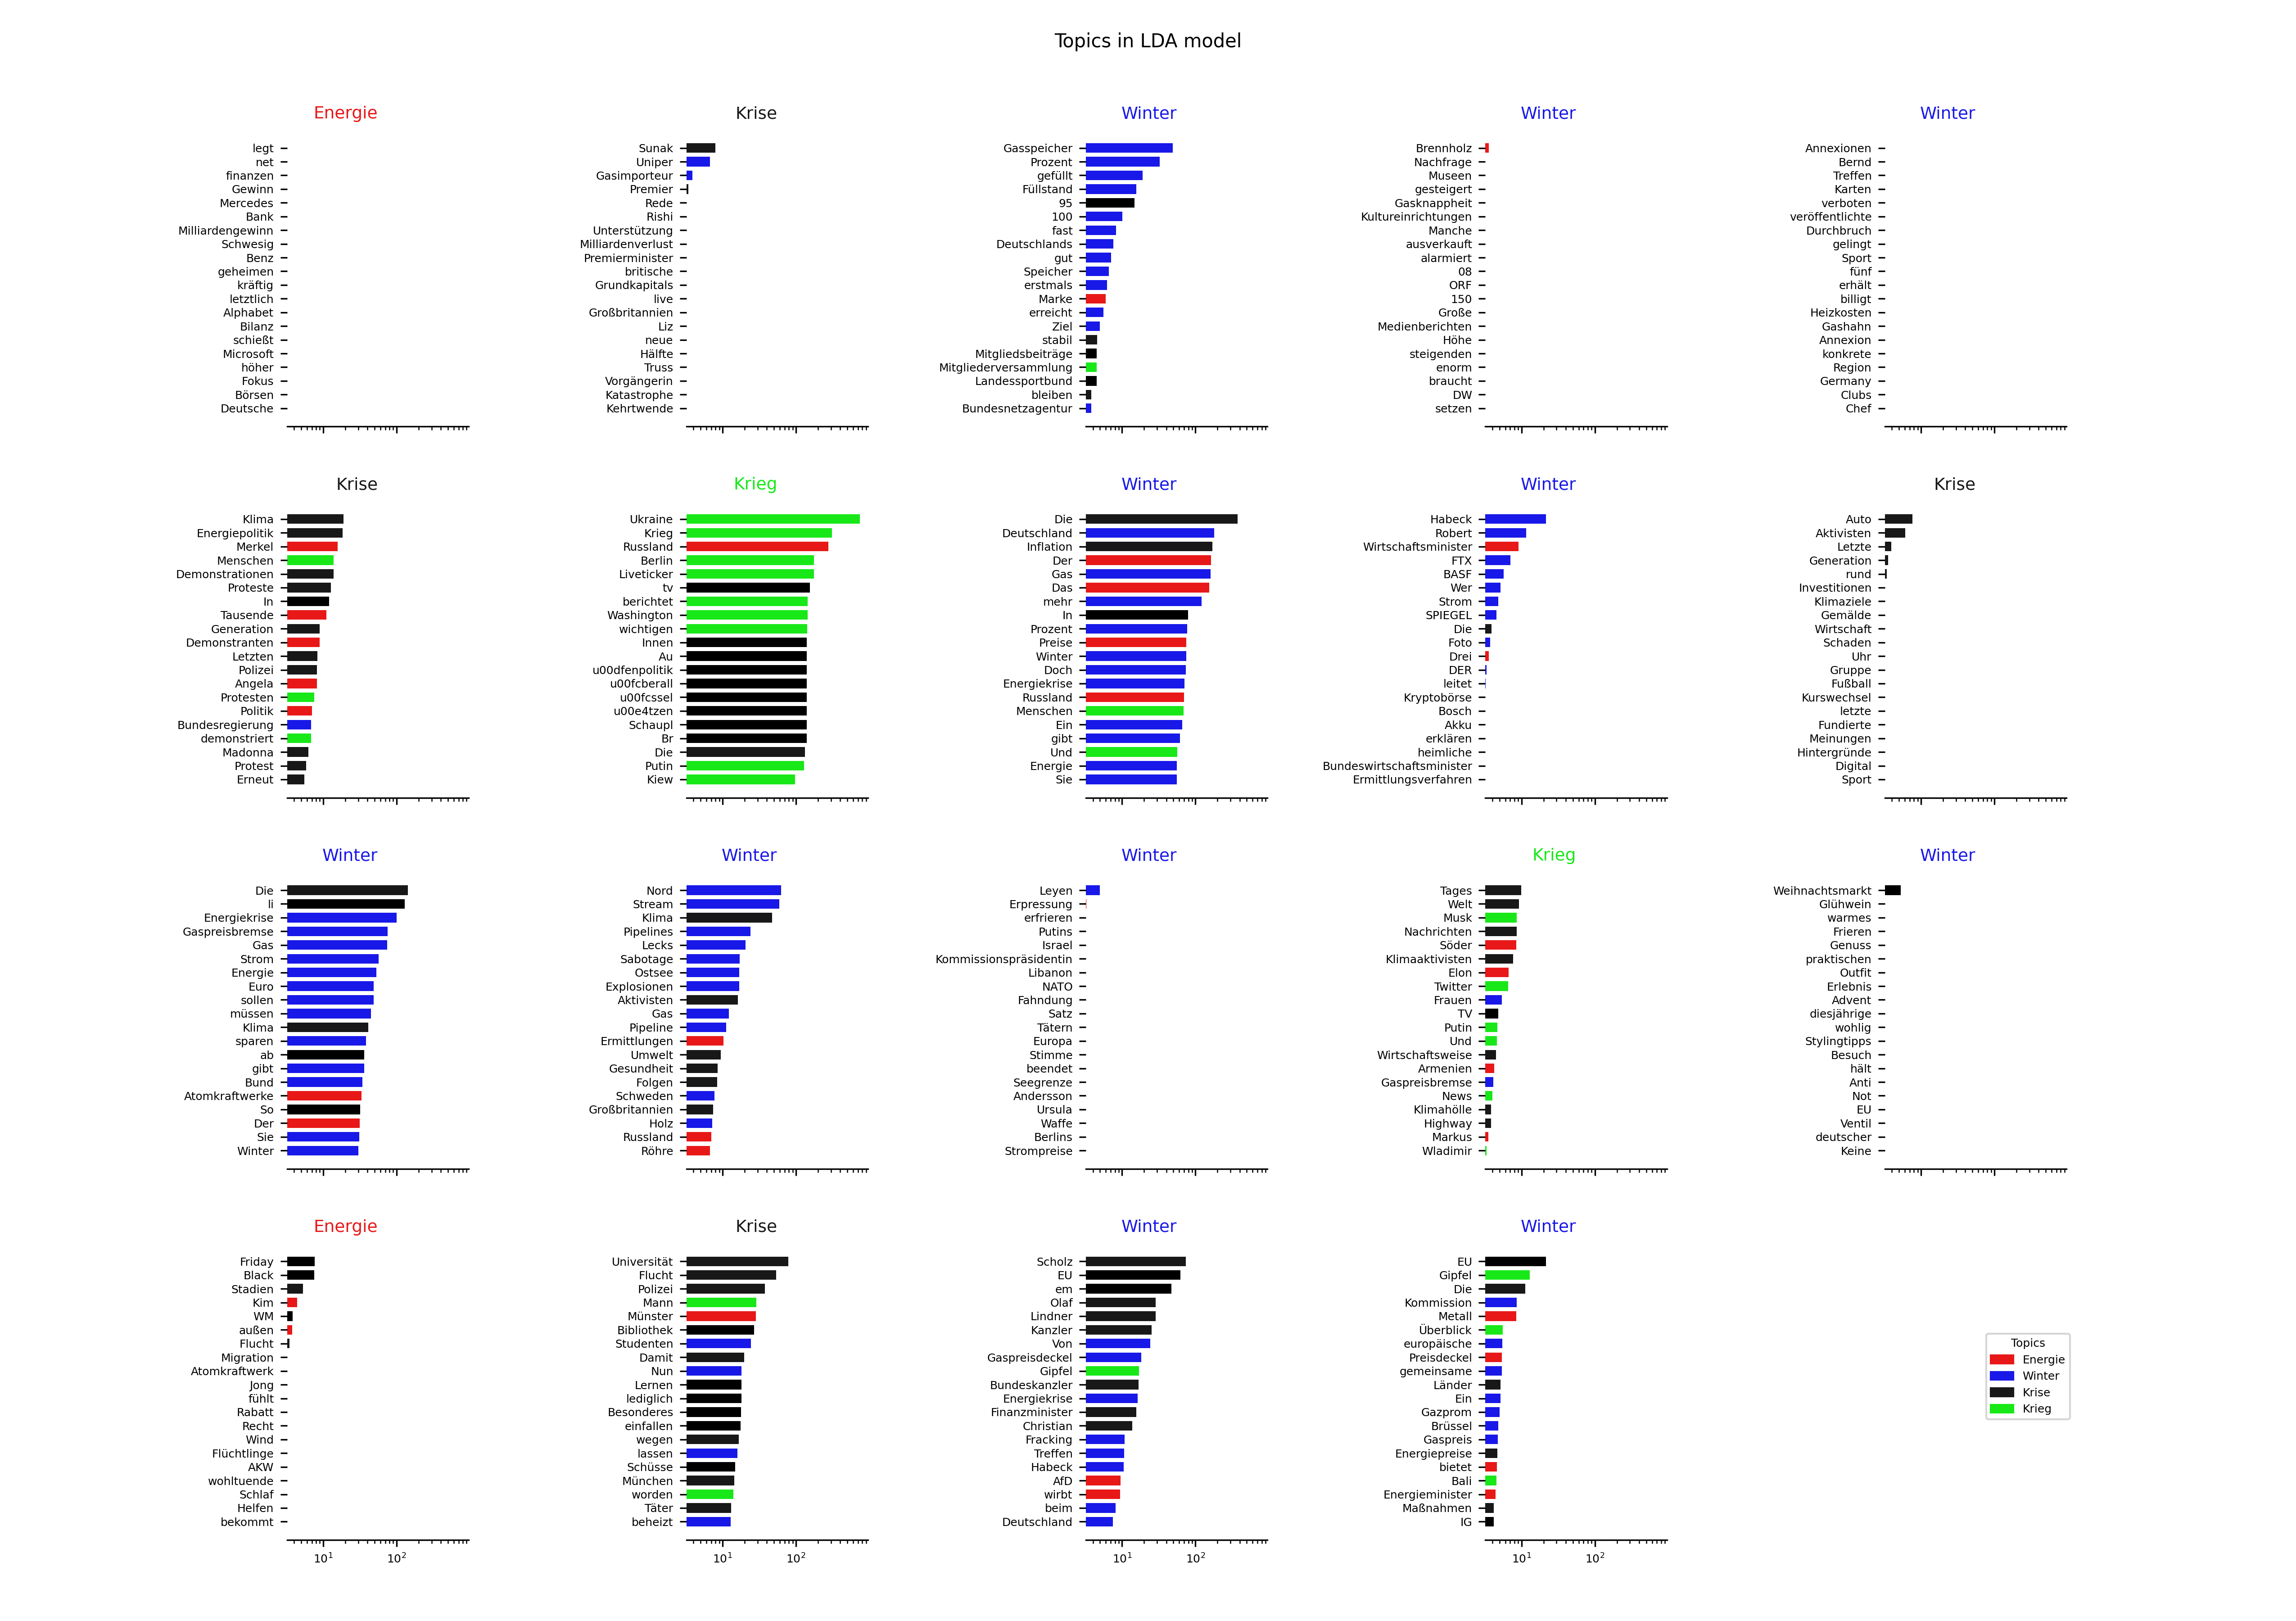 Topics in LDA model
Energie
legt
net
finanzen
Gewinn
Mercedes
Bank
Milliardengewinn
Schwesig
Benz
geheimen
kräftig
letztlich
Alphabet
Bilanz
schießt
Microsoft
höher
Fokus
Börsen
Deutsche
Krise
Sunak
Uniper
Gasimporteur
Premier
Rede
Rishi
Unterstützung
Milliardenverlust
Premierminister
britische
Grundkapitals
live
Großbritannien
Liz
neue
Hälfte
Truss
Vorgängerin
Katastrophe
Kehrtwende
Winter
Gasspeicher
Prozent
gefüllt
Füllstand
95
100
fast
Deutschlands
gut
Speicher
erstmals
Marke
erreicht
Ziel
stabil
Mitgliedsbeiträge
Mitgliederversammlung
Landessportbund
bleiben
Bundesnetzagentur
Winter
Brennholz
Nachfrage
Museen
gesteigert
Gasknappheit
Kultureinrichtungen
Manche
ausverkauft
alarmiert
08
ORF
150
Große
Medienberichten
Höhe
steigenden
enorm
braucht
DW
setzen
Winter
Annexionen
Bernd
Treffen
Karten
verboten
veröffentlichte
Durchbruch
gelingt
Sport
fünf
erhält
billigt
Heizkosten
Gashahn
Annexion
konkrete
Region
Germany
Clubs
Chef
Krise
Klima
Energiepolitik
Merkel
Menschen
Demonstrationen
Proteste
In
Tausende
Generation
Demonstranten
Letzten
Polizei
Angela
Protesten
Politik
Bundesregierung
demonstriert
Madonna
Protest
Erneut
Krieg
Ukraine
Krieg
Russland
Berlin
Liveticker
tv
berichtet
Washington
wichtigen
Innen
Au
u00dfenpolitik
u00fcberall
u00fcssel
u00e4tzen
Schaupl
Br
Die
Putin
Kiew
Winter
Die
Deutschland
Inflation
Der
Gas
Das
mehr
In
Prozent
Preise
Winter
Doch
Energiekrise
Russland
Menschen
Ein
gibt
Und
Energie
Sie
Winter
Habeck
Robert
Wirtschaftsminister
FTX
BASF
Wer
Strom
SPIEGEL
Die
Foto
Drei
DER
leitet
Kryptobörse
Bosch
Akku
erklären
heimliche
Bundeswirtschaftsminister
Ermittlungsverfahren
Krise
Auto
Aktivisten
Letzte
Generation
rund
Investitionen
Klimaziele
Gemälde
Wirtschaft
Schaden
Uhr
Gruppe
Fußball
Kurswechsel
letzte
Fundierte
Meinungen
Hintergründe
Digital
Sport
Winter
Die
li
Energiekrise
Gaspreisbremse
Gas
Strom
Energie
Euro
sollen
müssen
Klima
sparen
ab
gibt
Bund
Atomkraftwerke
So
Der
Sie
Winter
Winter
Nord
Stream
Klima
Pipelines
Lecks
Sabotage
Ostsee
Explosionen
Aktivisten
Gas
Pipeline
Ermittlungen
Umwelt
Gesundheit
Folgen
Schweden
Großbritannien
Holz
Russland
Röhre
Winter
Leyen
Erpressung
erfrieren
Putins
Israel
Kommissionspräsidentin
Libanon
NATO
Fahndung
Satz
Tätern
Europa
Stimme
beendet
Seegrenze
Andersson
Ursula
Waffe
Berlins
Strompreise
Krieg
Tages
Welt
Musk
Nachrichten
Söder
Klimaaktivisten
Elon
Twitter
Frauen
TV
Putin
Und
Wirtschaftsweise
Armenien
Gaspreisbremse
News
Klimahölle
Highway
Markus
Wladimir
Winter
Weihnachtsmarkt
Glühwein
warmes
Frieren
Genuss
praktischen
Outfit
Erlebnis
Advent
diesjährige
wohlig
Stylingtipps
Besuch
hält
Anti
Not
EU
Ventil
deutscher
Keine
Energie
Friday
Black
Stadien
Kim
WM
außen
Flucht
Migration
Atomkraftwerk
Jong
fühlt
Rabatt
Recht
Wind
Flüchtlinge
AKW
wohltuende
Schlaf
Helfen
bekommt
10¹ 10²
Krise
Universität
Flucht
Polizei
Mann
Münster
Bibliothek
Studenten
Damit
Nun
Lernen
lediglich
Besonderes
einfallen
wegen
lassen
Schüsse
München
worden
Täter
beheizt
10¹ 10²
Winter
Scholz
EU
em
Olaf
Lindner
Kanzler
Von
Gaspreisdeckel
Gipfel
Bundeskanzler
Energiekrise
Finanzminister
Christian
Fracking
Treffen
Habeck
AfD
wirbt
beim
Deutschland
10¹ 10²
Winter
EU
Gipfel
Die
Kommission
Metall
Überblick
europäische
Preisdeckel
gemeinsame
Länder
Ein
Gazprom
Brüssel
Gaspreis
Energiepreise
bietet
Bali
Energieminister
Maßnahmen
IG
10¹ 10²
Topics
Energie
Winter
Krise
Krieg